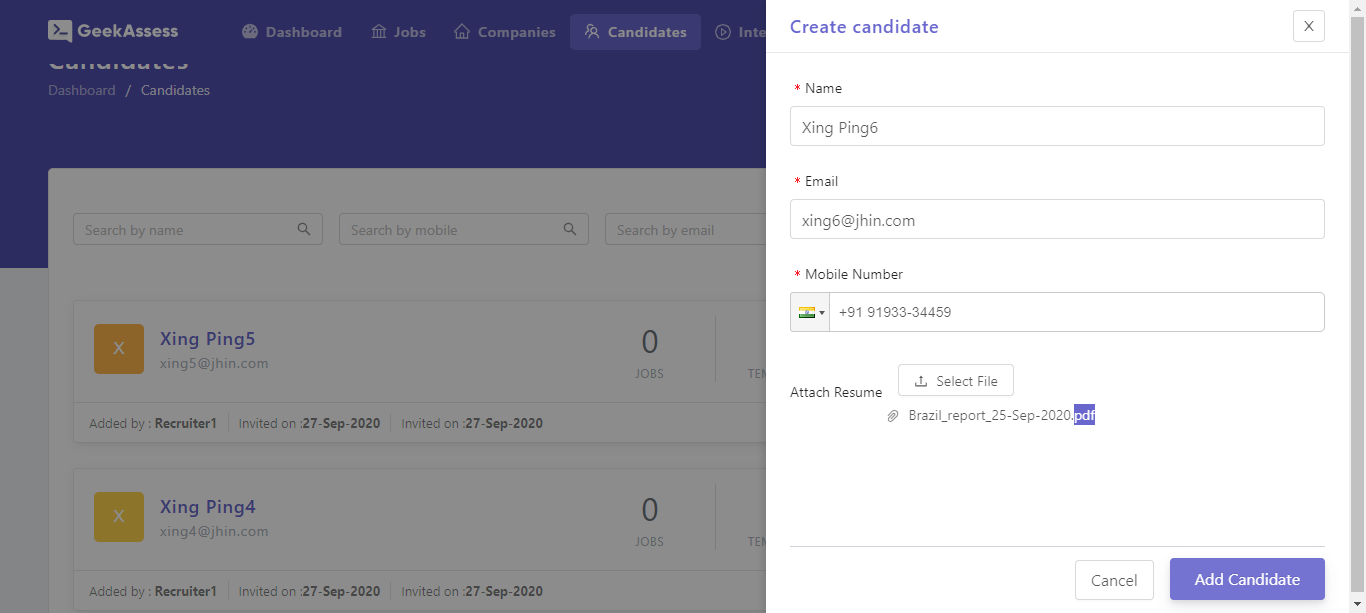 GeekAssess
Dashboard
Jobs
Companies
Candidates
Inte
Candidates
Dashboard / Candidates
Search by name
Search by mobile
Search by email
X
Xing Ping5
xing5@jhin.com
0
JOBS
TEM
Added by : Recruiter1
Invited on :27-Sep-2020
Invited on :27-Sep-2020
X
Xing Ping4
xing4@jhin.com
0
JOBS
TEM
Added by : Recruiter1
Invited on :27-Sep-2020
Invited on :27-Sep-2020
Create candidate
X
* Name
Xing Ping6
* Email
xing6@jhin.com
* Mobile Number
+91 91933-34459
Attach Resume
Select File
Brazil_report_25-Sep-2020.pdf
Cancel
Add Candidate